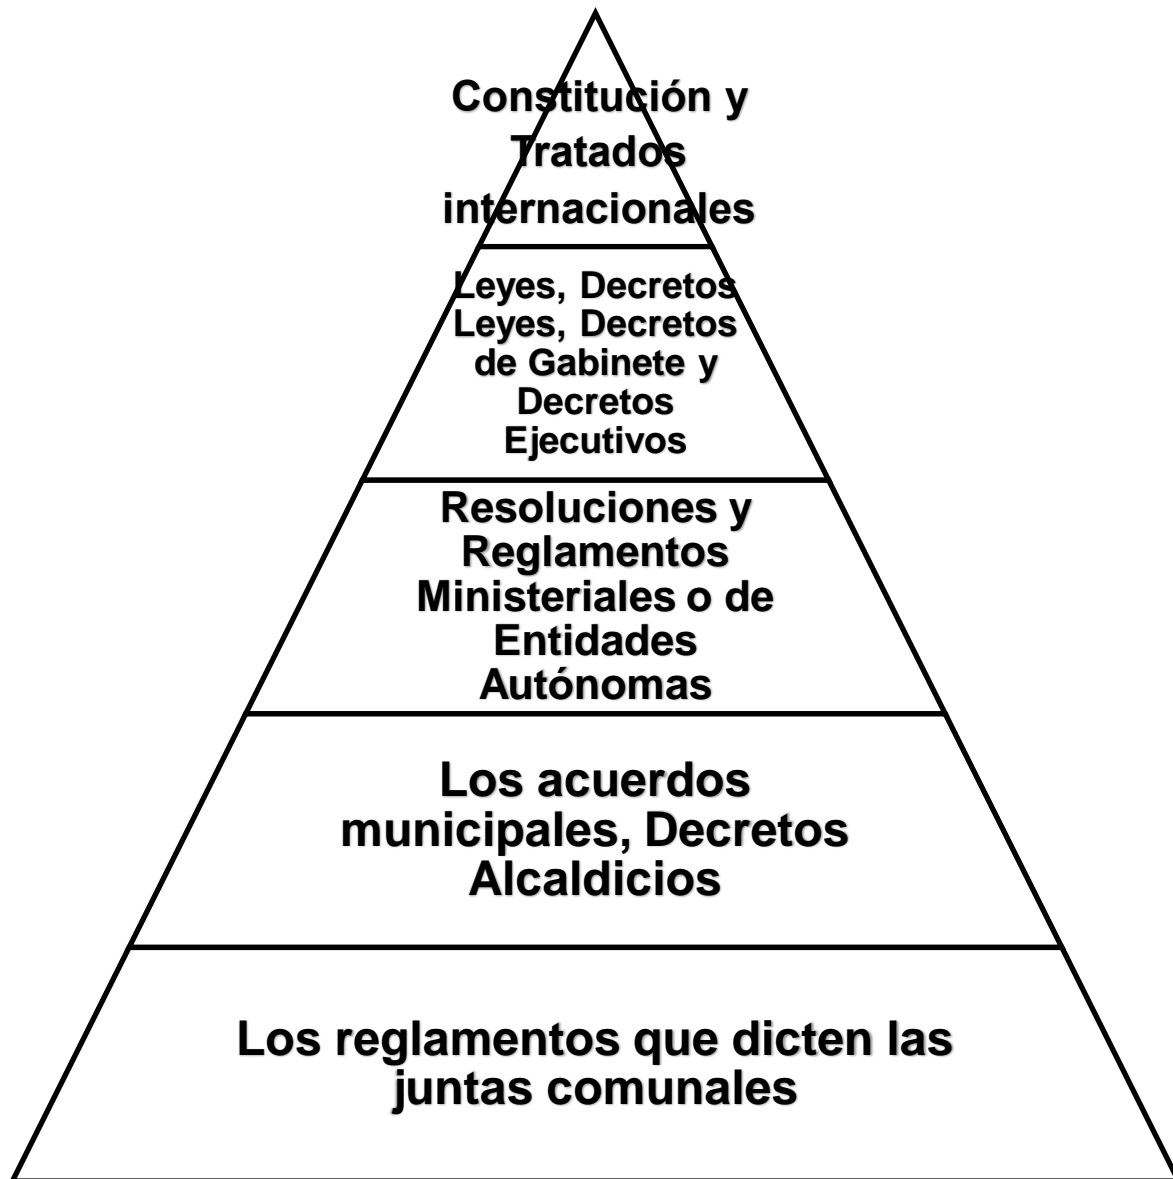 Constitución y
Tratados
internacionales
Leyes, Decretos
Leyes, Decretos
de Gabinete y
Decretos
Ejecutivos
Resoluciones y
Reglamentos
Ministeriales o de
Entidades
Autónomas
Los acuerdos
municipales, Decretos
Alcaldicios
Los reglamentos que dicten las
juntas comunales